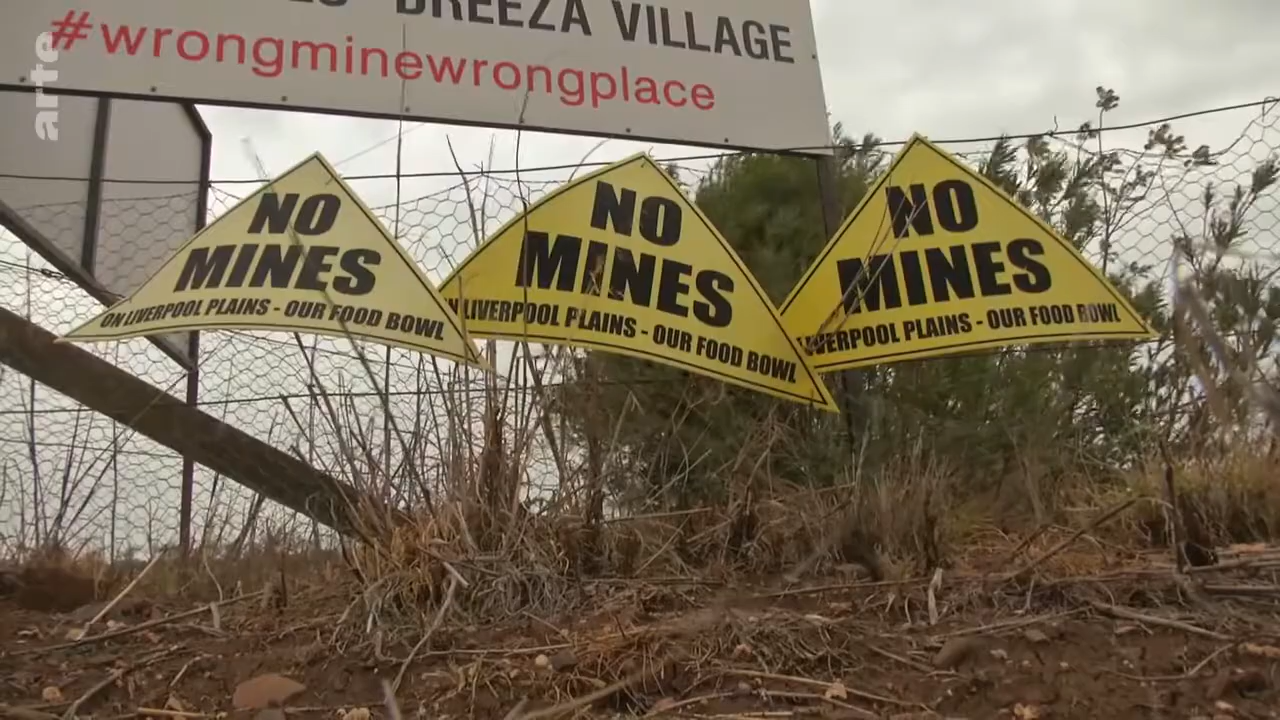 BREEZA VILLAGE
#wrongminewrongplace
arte
NO
MINES
ON LIVERPOOL PLAINS - OUR FOOD BOWL
NO
MINES
LIVERPOOL PLAINS - OUR FOOD BOWL
NO
MINES
LIVERPOOL PLAINS - OUR FOOD BOWL